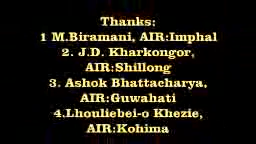 Thanks:
1 M.Biramani, AIR:Imphal
2. J.D. Kharkongor,
AIR:Shillong
3. Ashok Bhattacharya,
AIR:Guwahati
4.Lhouliebei-o Khezie,
AIR:Kohima